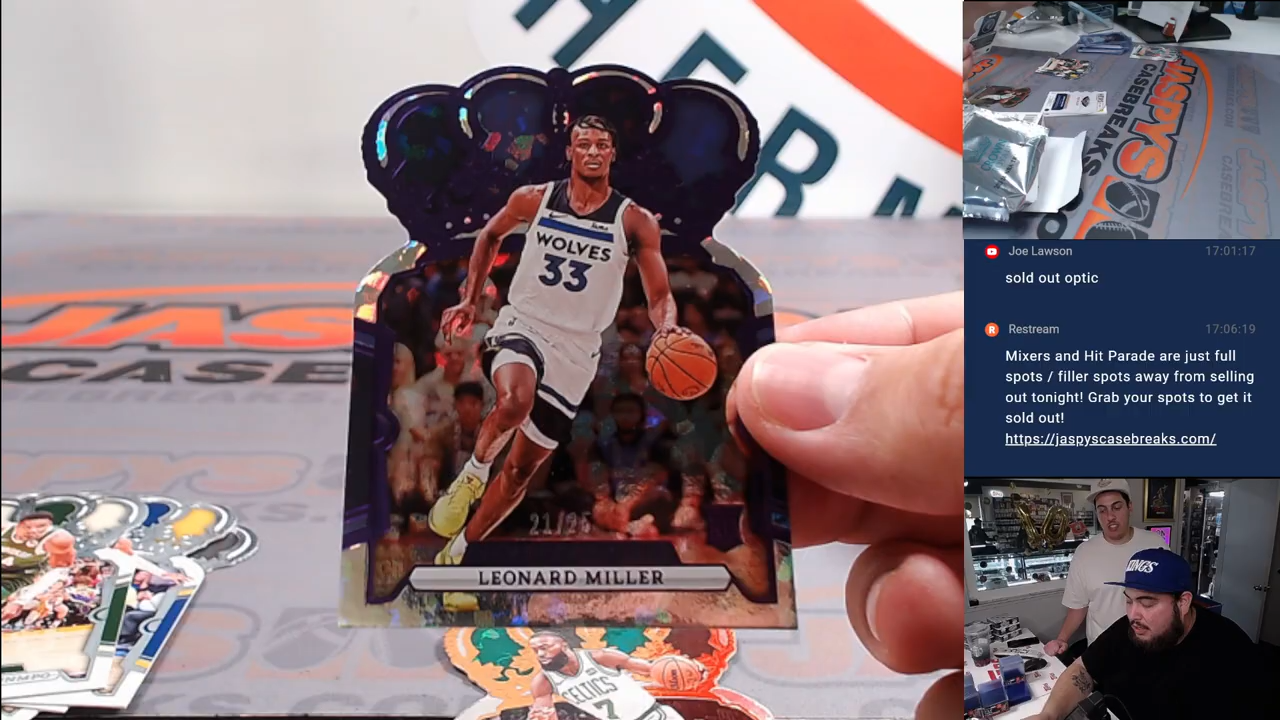 WOLVES
33
21/25
LEONARD MILLER
CELTICS
7
JASPYS
CASEBREAKS
Joe Lawson 17:01:17
sold out optic
R Restream 17:06:19
Mixers and Hit Parade are just full
spots / filler spots away from selling
out tonight! Grab your spots to get it
sold out!
https://jaspyscasebreaks.com/